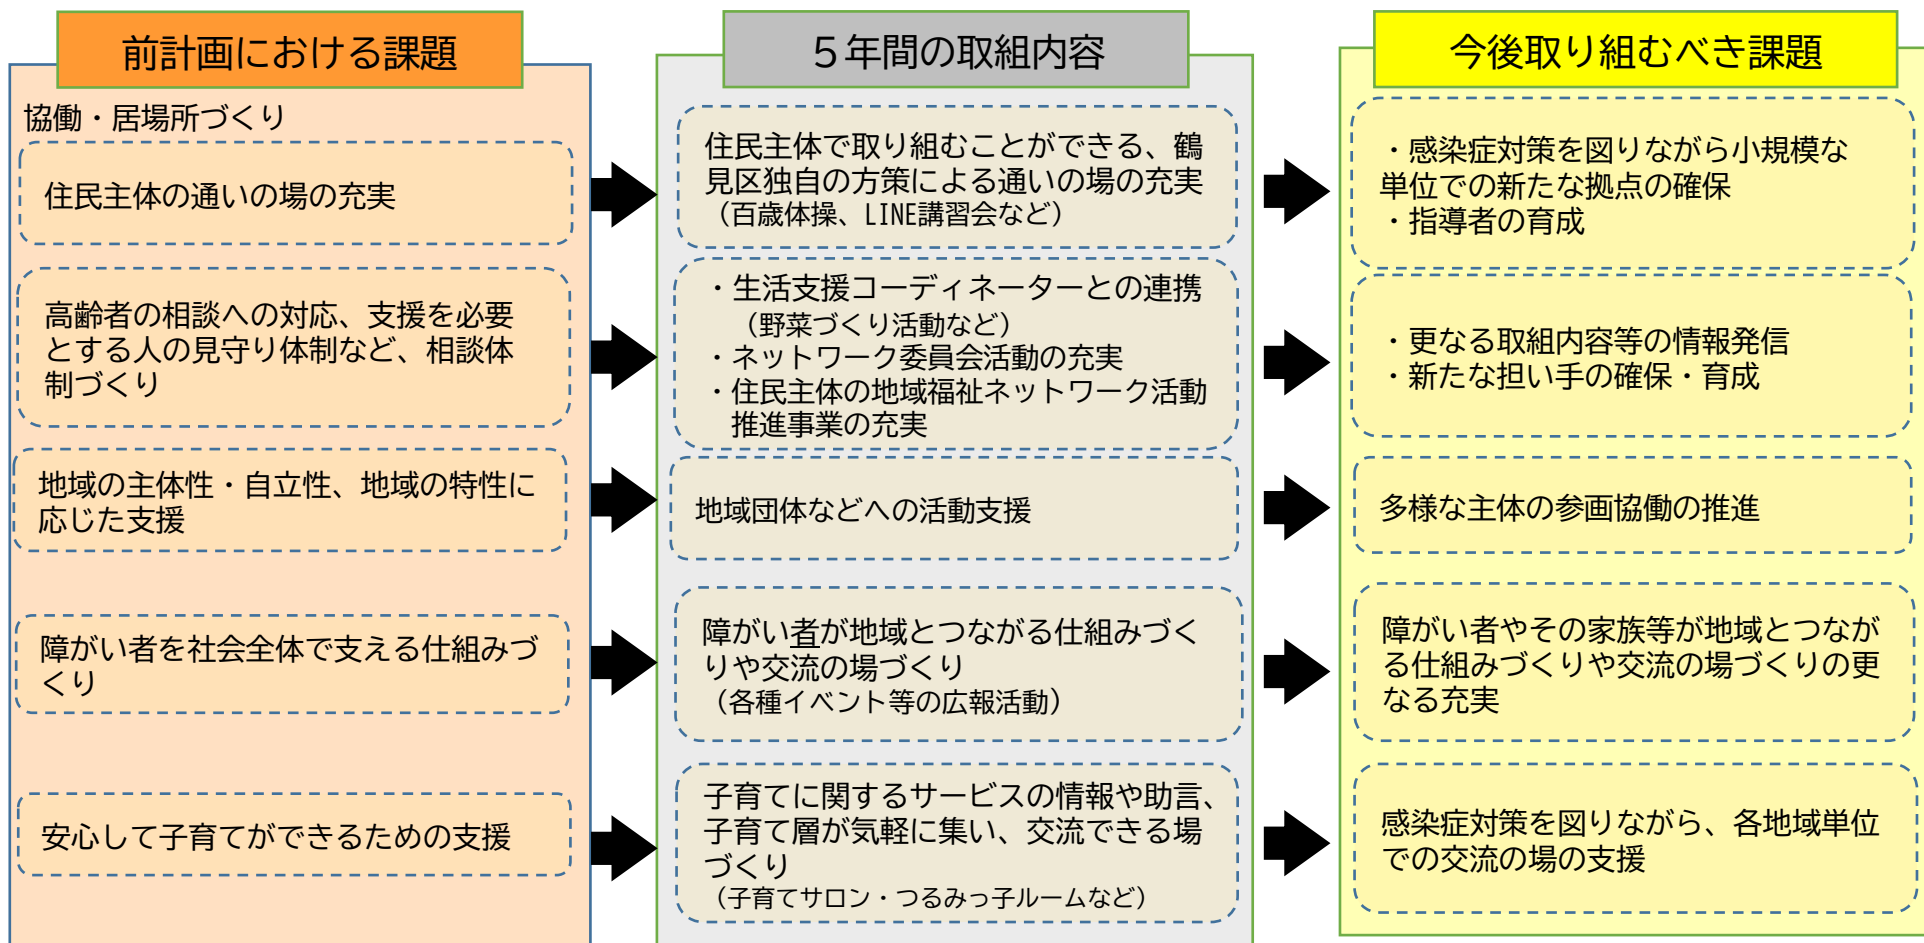 前計画における課題
協働・居場所づくり
住民主体の通いの場の充実
高齢者の相談への対応、支援を必要
とする人の見守り体制など、相談体
制づくり
地域の主体性・自立性、地域の特性に
応じた支援
障がい者を社会全体で支える仕組みづ
くり
安心して子育てができるための支援
５年間の取組内容
住民主体で取り組むことができる、鶴
見区独自の方策による通いの場の充実
（百歳体操、LINE講習会など）
・生活支援コーディネーターとの連携
（野菜づくり活動など）
・ネットワーク委員会活動の充実
・住民主体の地域福祉ネットワーク活動
推進事業の充実
地域団体などへの活動支援
障がい者が地域とつながる仕組みづく
りや交流の場づくり
（各種イベント等の広報活動）
子育てに関するサービスの情報や助言、
子育て層が気軽に集い、交流できる場
づくり
（子育てサロン・つるみっ子ルームなど）
今後取り組むべき課題
・感染症対策を図りながら小規模な
単位での新たな拠点の確保
・指導者の育成
・更なる取組内容等の情報発信
・新たな担い手の確保・育成
多様な主体の参画協働の推進
障がい者やその家族等が地域とつなが
る仕組みづくりや交流の場づくりの更
なる充実
感染症対策を図りながら、各地域単位
での交流の場の支援